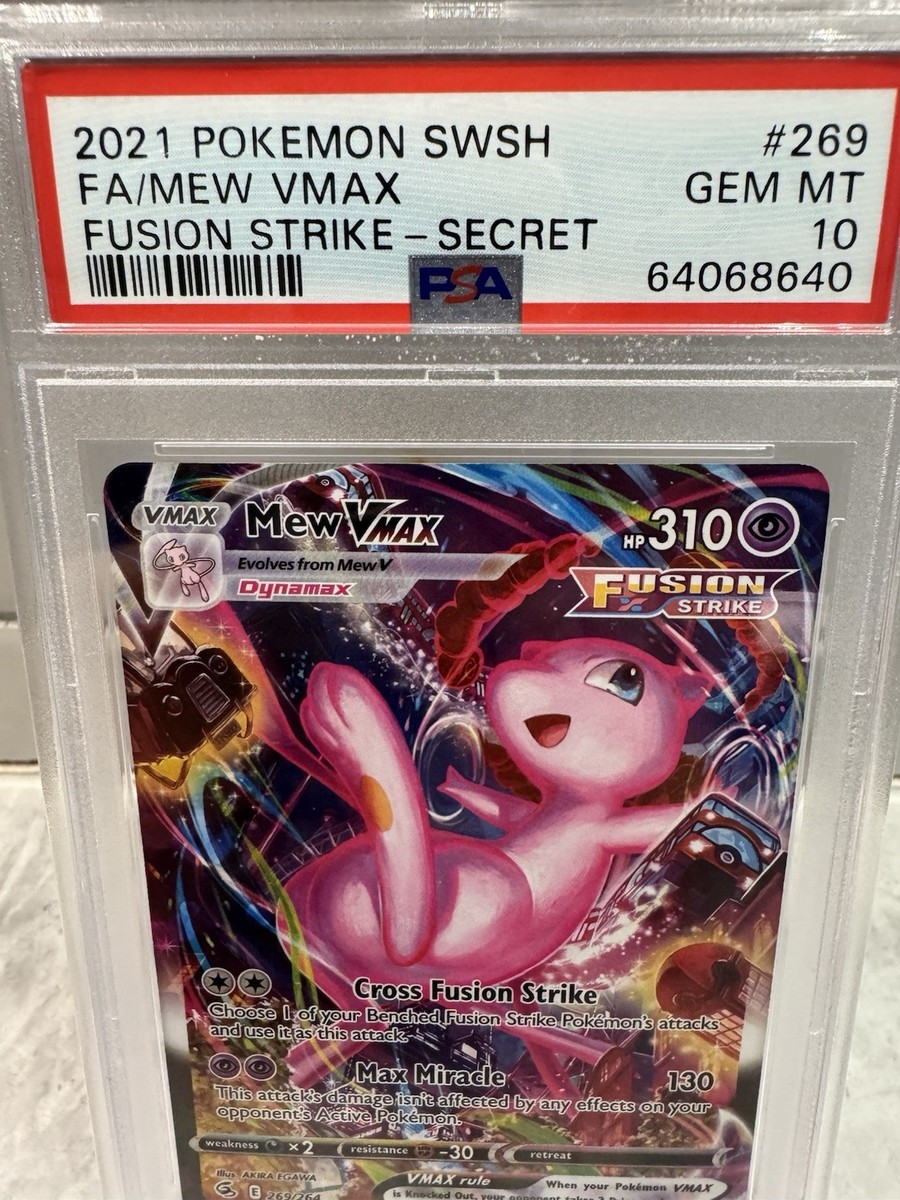 2021 POKEMON SWSH #269
FA/MEW VMAX GEM MT
FUSION STRIKE – SECRET 10
PSA 64068640
VMAX Mew VMAX HP 310
Evolves from Mew V
Dynamax
FUSION
STRIKE
Cross Fusion Strike
Choose 1 of your Benched Fusion Strike Pokémon's attacks
and use it as this attack.
Max Miracle 130
This attack's damage isn't affected by any effects on your
opponent's Active Pokémon.
weakness ×2 resistance -30 retreat
Illus. AKIRA EGAWA
VMAX rule When your Pokémon VMAX
E 269/264 is Knocked Out, your opponent takes 3